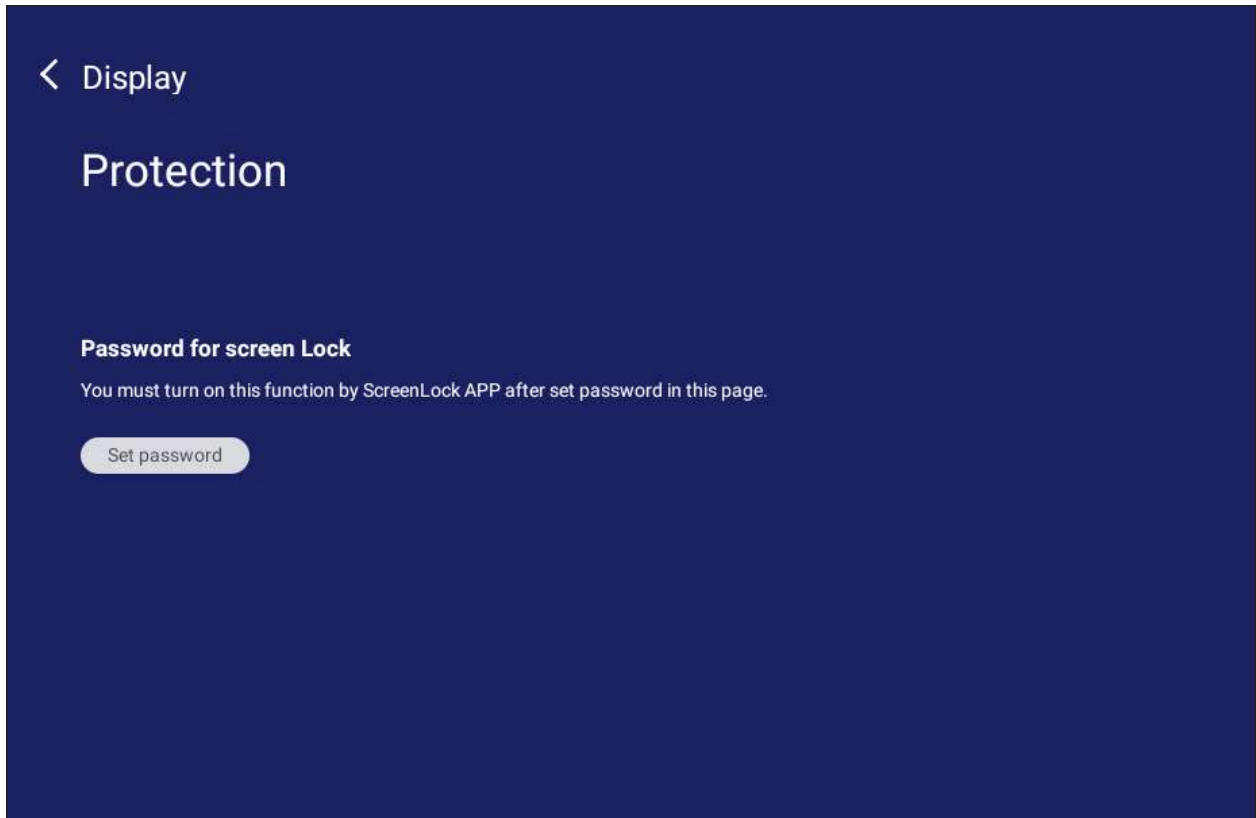 Display
Protection
Password for screen Lock
You must turn on this function by ScreenLock APP after set password in this page.
Set password